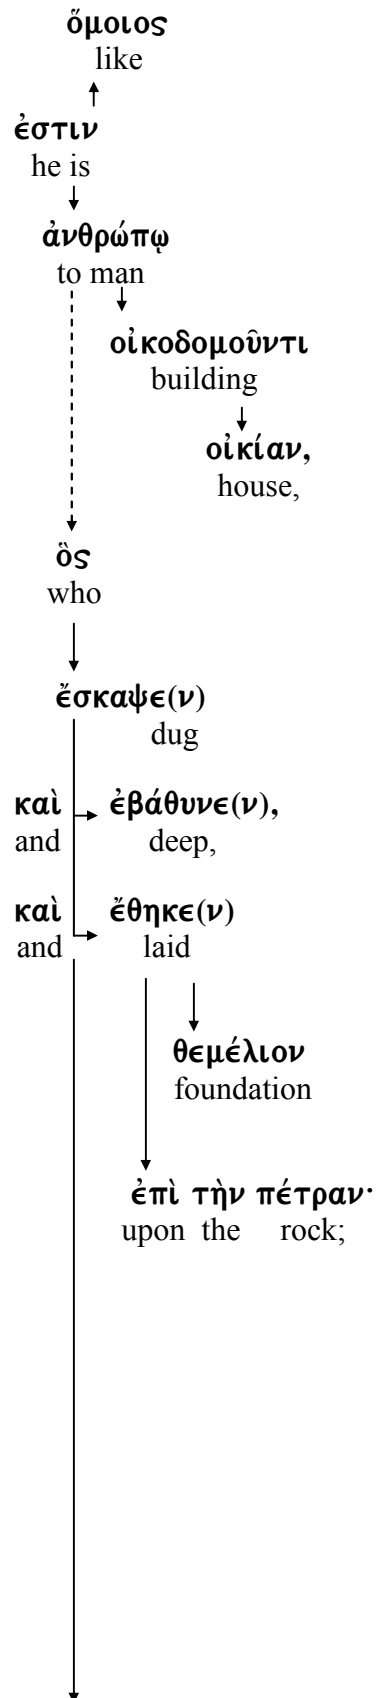 ὅμοιος
like
ἐστιν
he is
ἀνθρώπῳ
to man
οἰκοδομοῦντι
building
οἰκίαν,
house,
ὃς
who
ἔσκαψε(ν)
dug
καὶ ἐβάθυνε(ν),
and deep,
καὶ ἔθηκε(ν)
and laid
θεμέλιον
foundation
ἐπὶ τὴν πέτραν·
upon the rock;